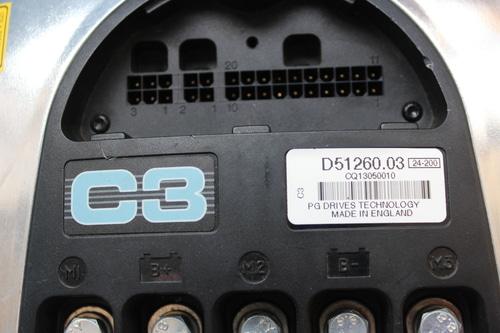 20 11
3 1 2 1 10 1
C3
D51260.03 24-200
CQ13050010
C3
PG DRIVES TECHNOLOGY
MADE IN ENGLAND
M1 B+ M2 B- M3